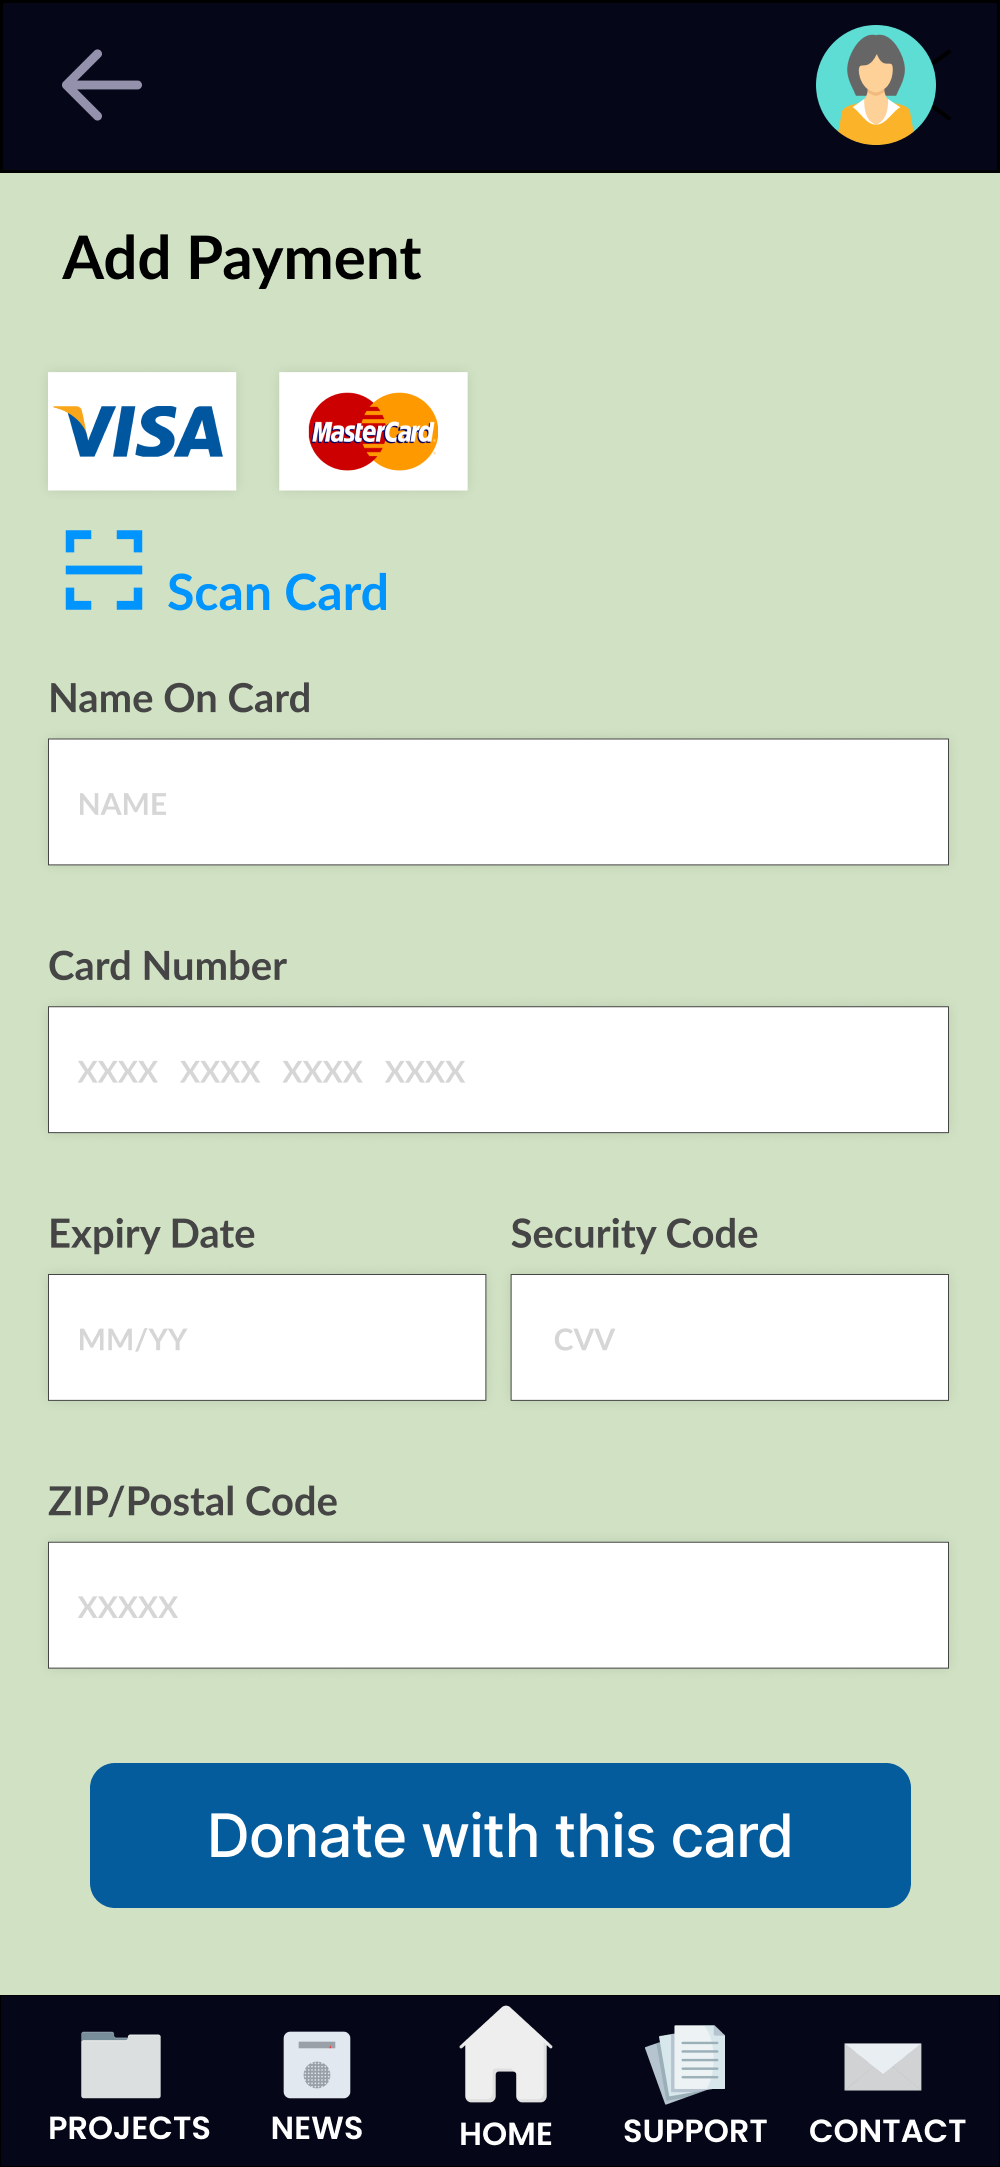 Add Payment
VISA MasterCard
Scan Card
Name On Card
NAME
Card Number
XXXX XXXX XXXX XXXX
Expiry Date Security Code
MM/YY CVV
ZIP/Postal Code
XXXXX
Donate with this card
PROJECTS NEWS HOME SUPPORT CONTACT